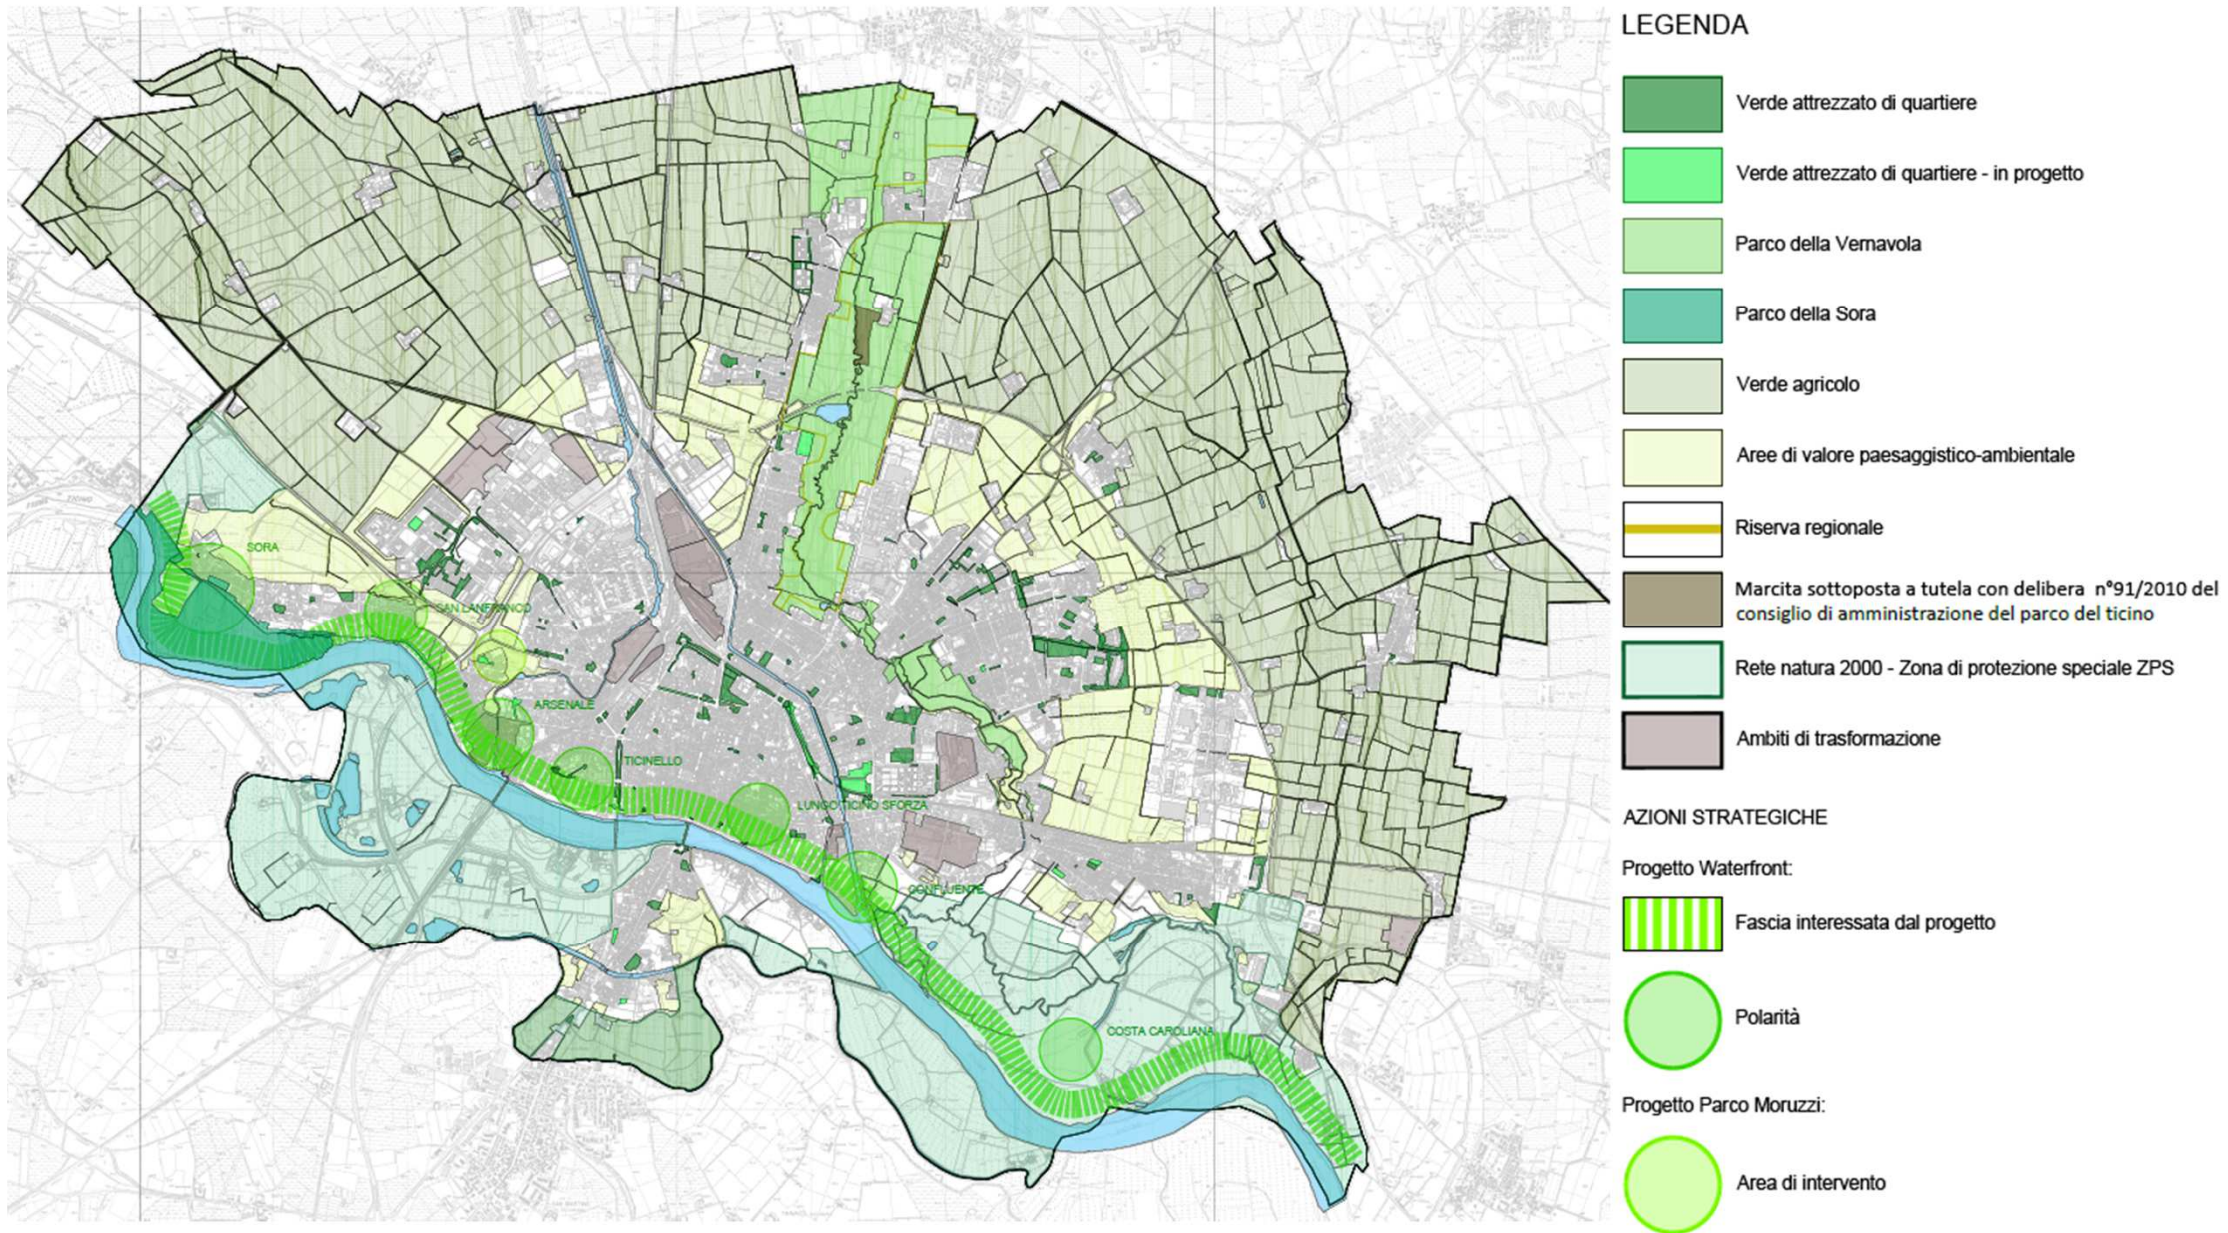 LEGENDA
Verde attrezzato di quartiere
Verde attrezzato di quartiere - in progetto
Parco della Vernavola
Parco della Sora
Verde agricolo
Aree di valore paesaggistico-ambientale
Riserva regionale
Marcita sottoposta a tutela con delibera n°91/2010 del
consiglio di amministrazione del parco del ticino
Rete natura 2000 - Zona di protezione speciale ZPS
Ambiti di trasformazione
AZIONI STRATEGICHE
Progetto Waterfront:
Fascia interessata dal progetto
Polarità
Progetto Parco Moruzzi:
Area di intervento
SORA
SAN LANFRANCO
ARSENALE
TICINELLO
LUNGO TICINO SFORZA
CONFLUENTE
COSTA CAROLIANA